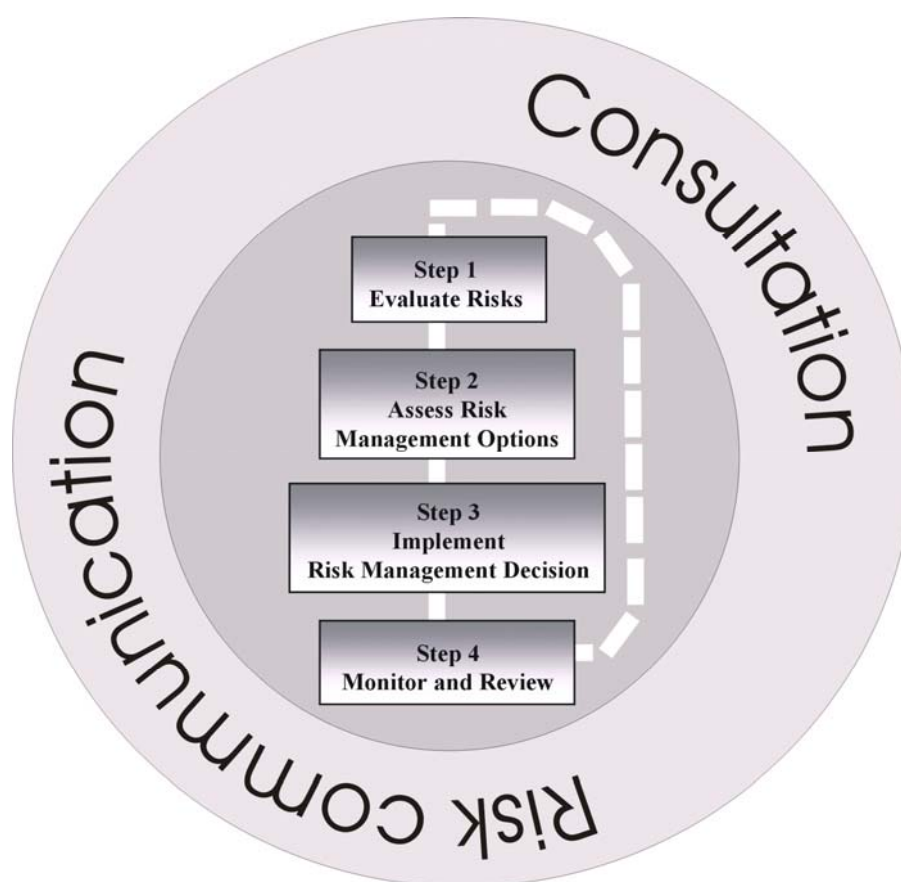 Consultation
Step 1
Evaluate Risks
Step 2
Assess Risk
Management Options
Step 3
Implement
Risk Management Decision
Step 4
Monitor and Review
Risk communication